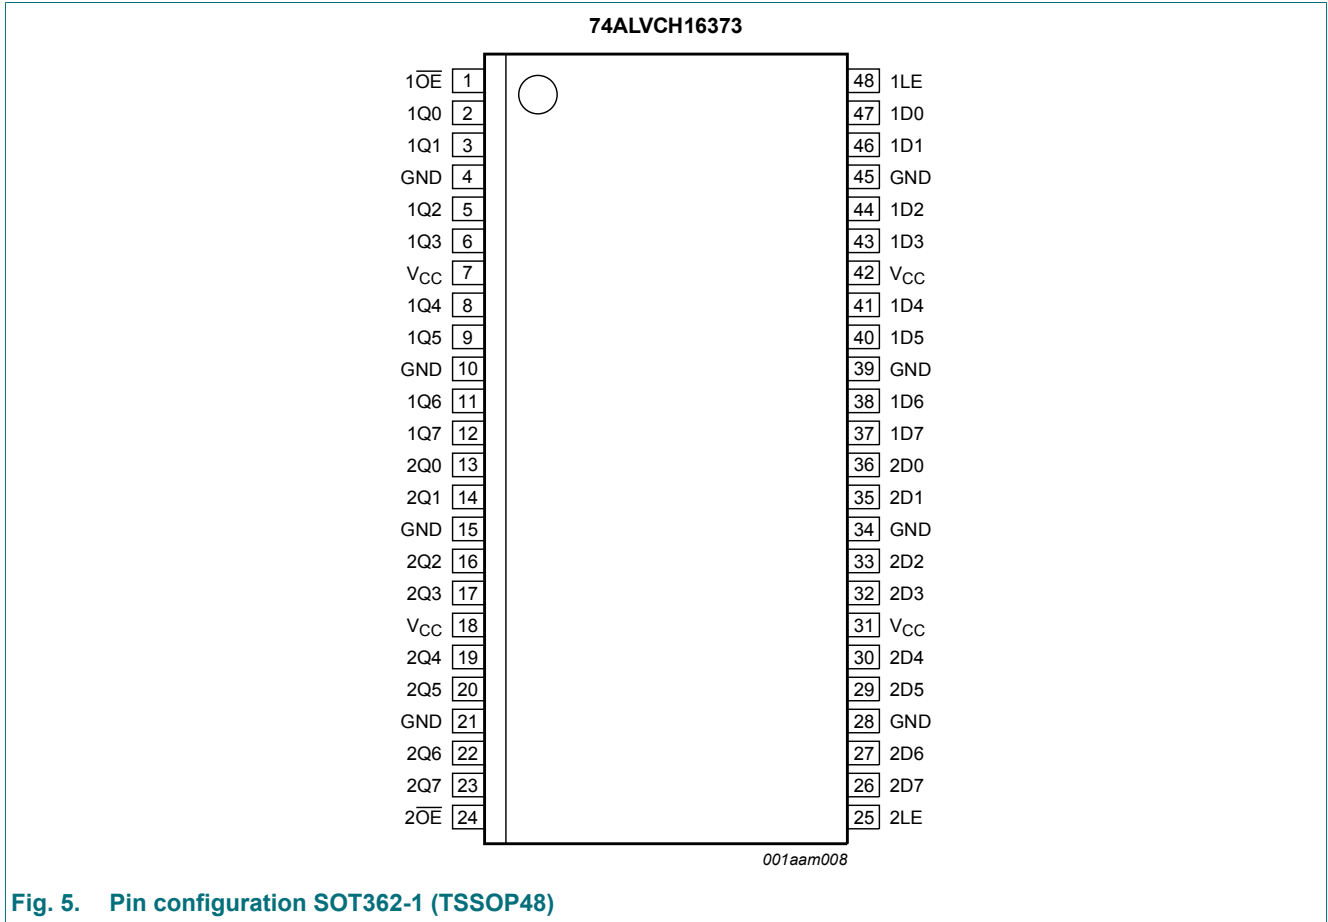 74ALVCH16373
1O̅E̅ 1 48 1LE
1Q0 2 47 1D0
1Q1 3 46 1D1
GND 4 45 GND
1Q2 5 44 1D2
1Q3 6 43 1D3
VCC 7 42 VCC
1Q4 8 41 1D4
1Q5 9 40 1D5
GND 10 39 GND
1Q6 11 38 1D6
1Q7 12 37 1D7
2Q0 13 36 2D0
2Q1 14 35 2D1
GND 15 34 GND
2Q2 16 33 2D2
2Q3 17 32 2D3
VCC 18 31 VCC
2Q4 19 30 2D4
2Q5 20 29 2D5
GND 21 28 GND
2Q6 22 27 2D6
2Q7 23 26 2D7
2O̅E̅ 24 25 2LE
001aam008
Fig. 5. Pin configuration SOT362-1 (TSSOP48)